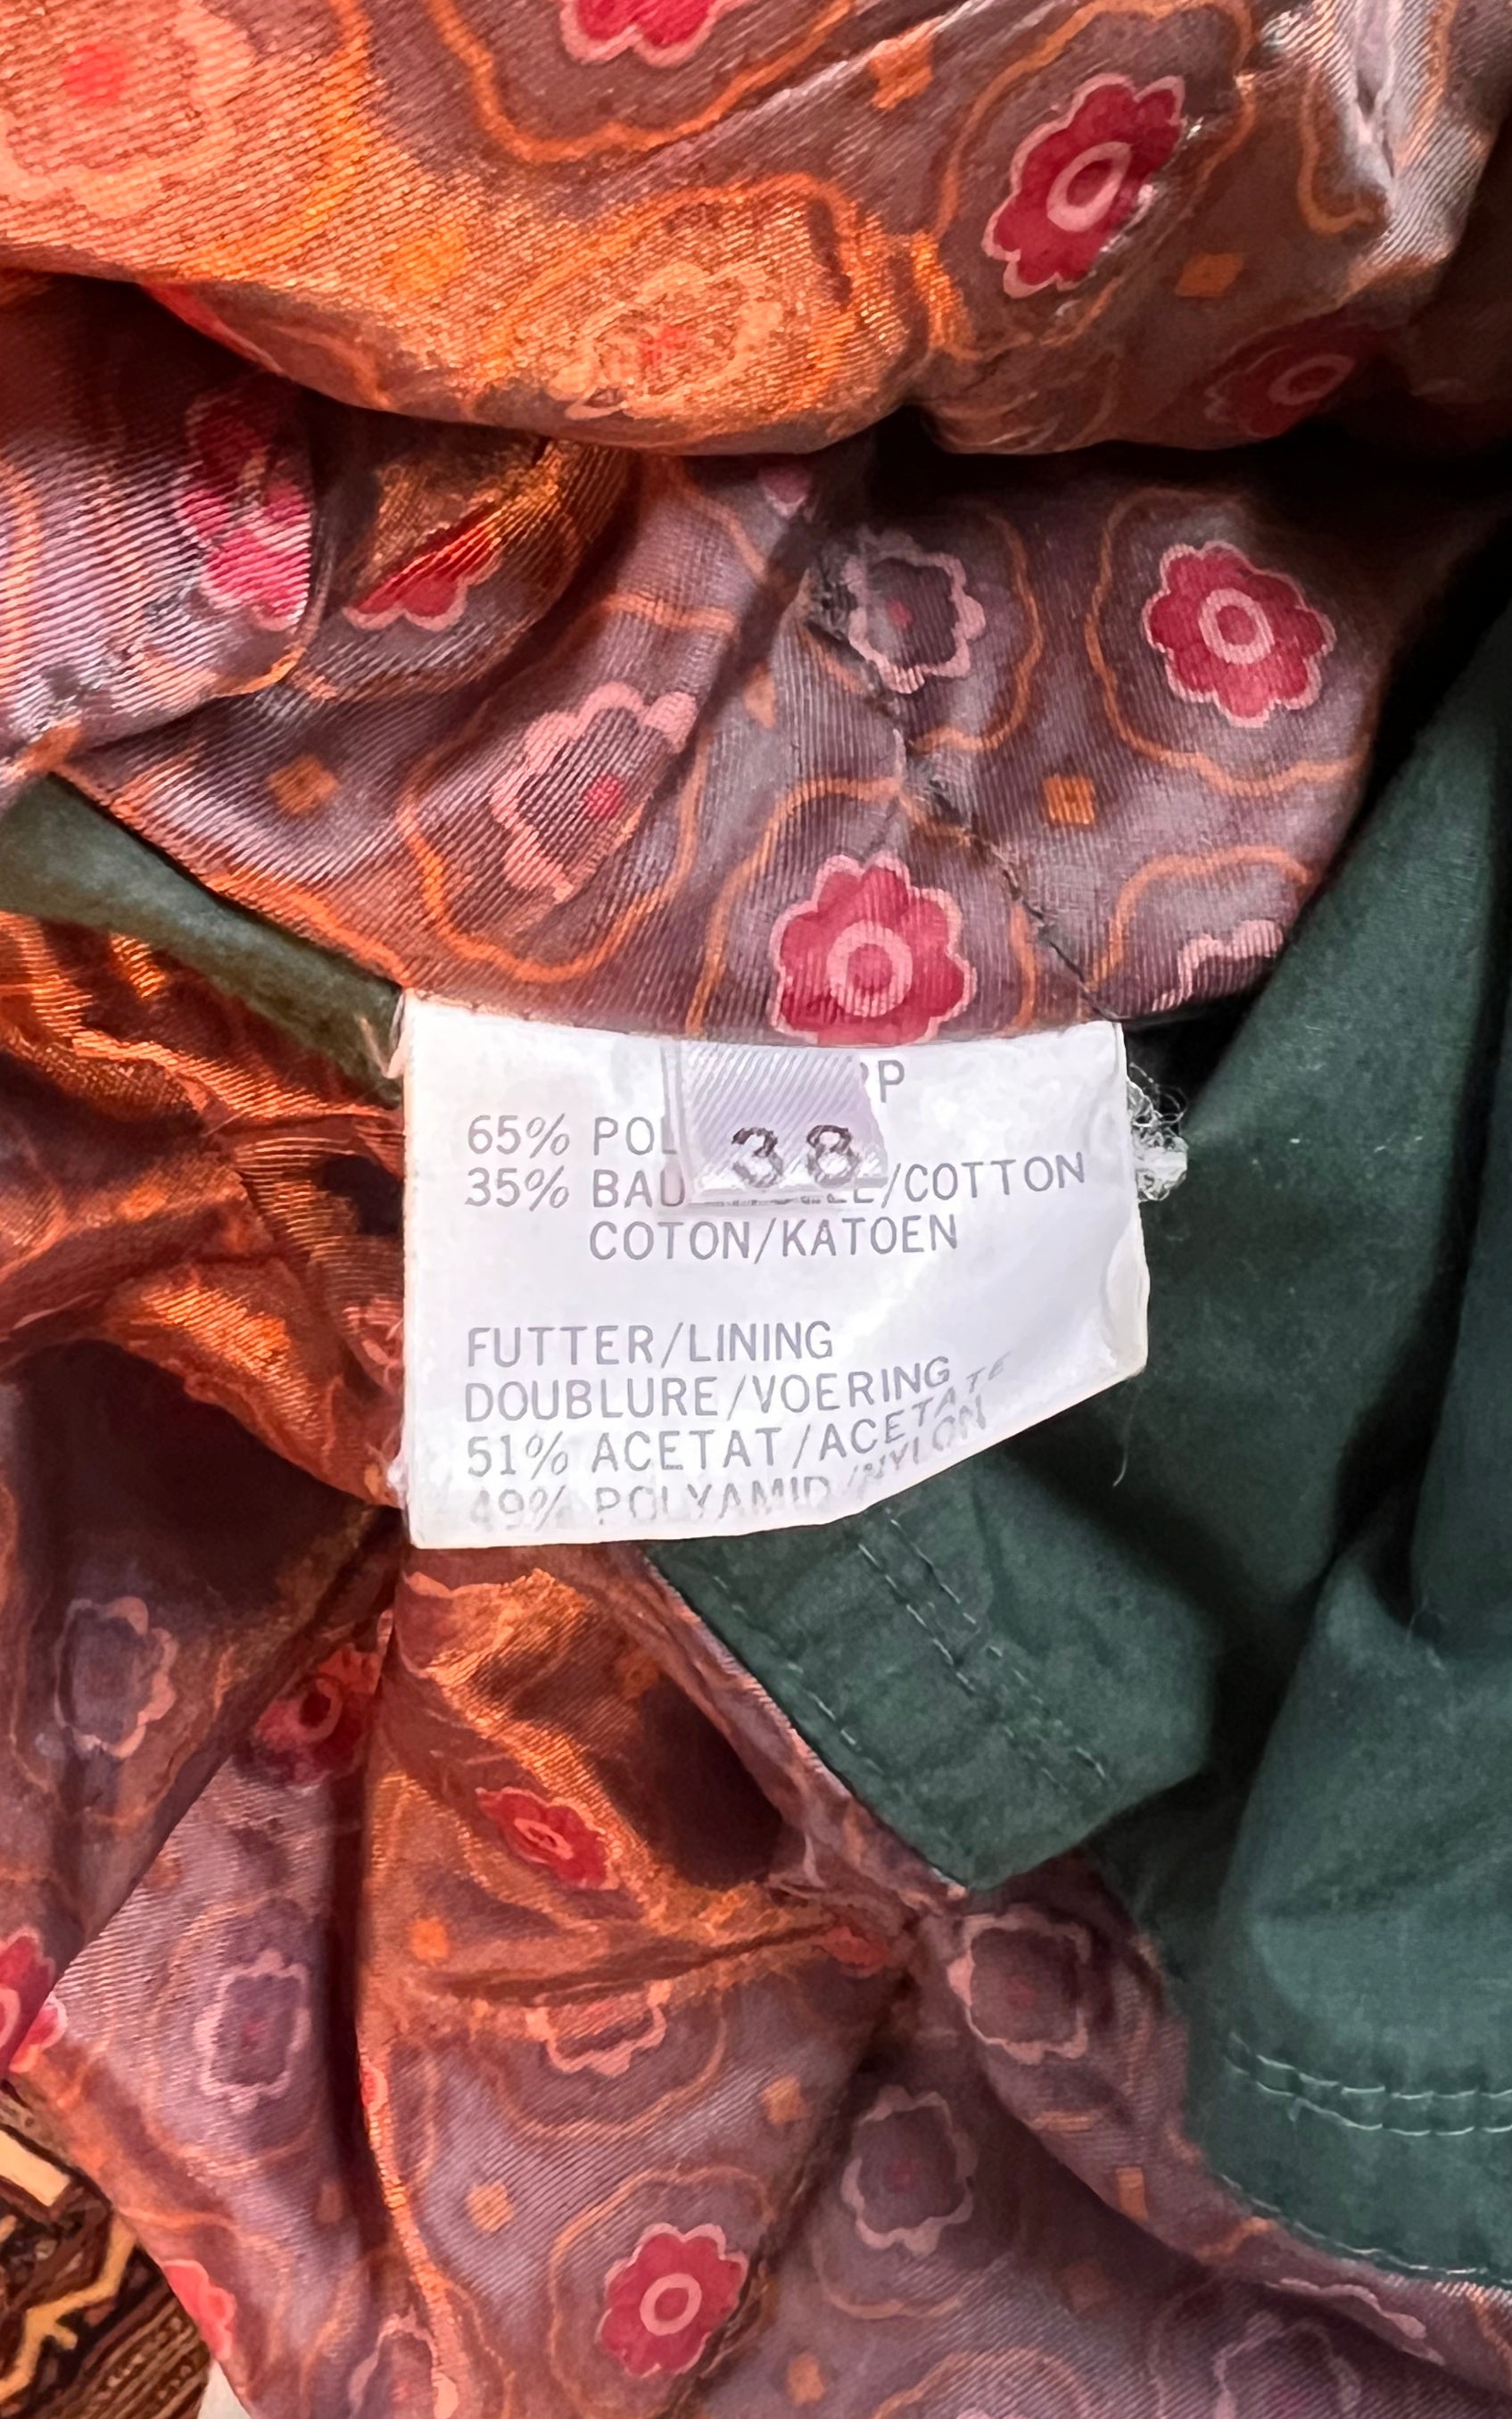 P
38
65% POL
35% BAU /COTTON
COTON/KATOEN
FUTTER/LINING
DOUBLURE/VOERING
51% ACETAT/ACETATE
49% POLYAMID/NYLON